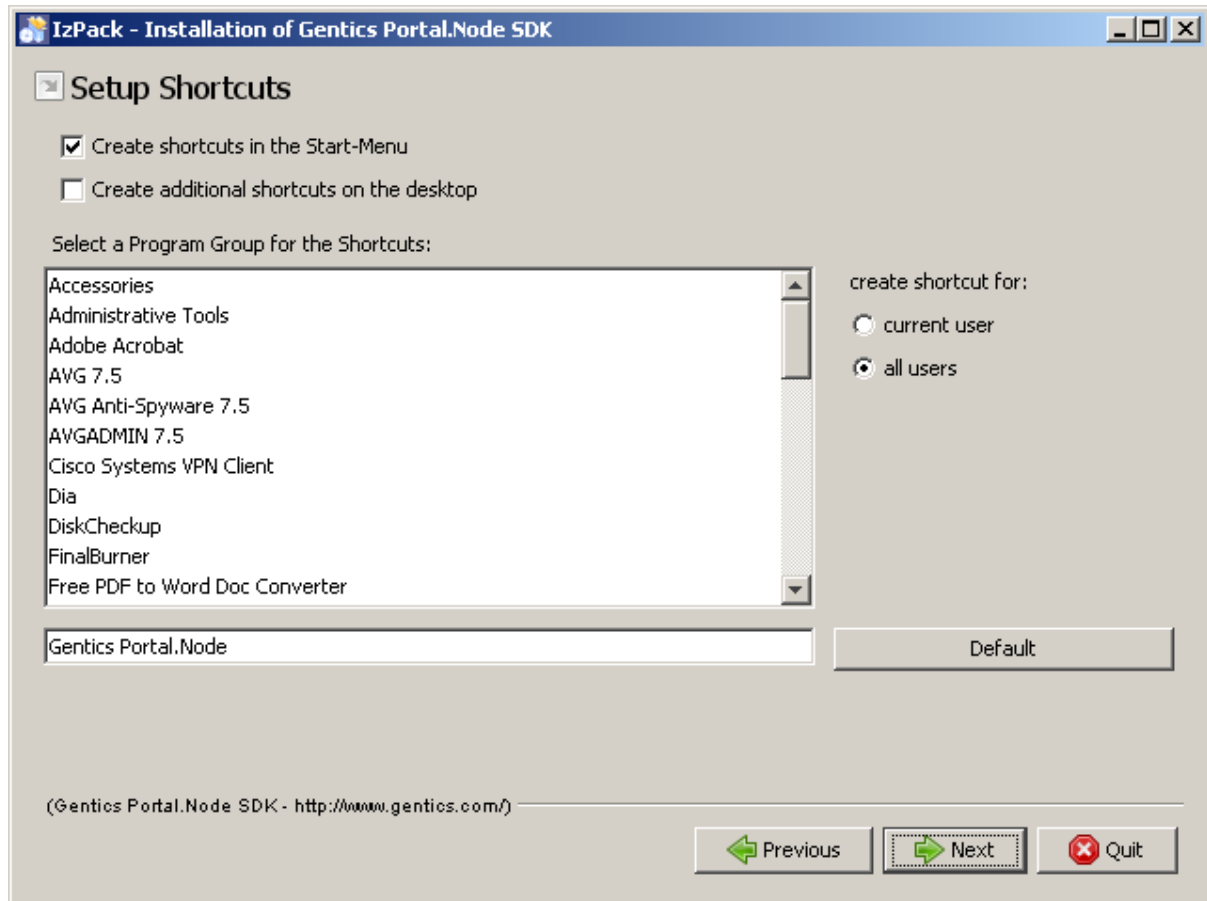 IzPack - Installation of Gentics Portal.Node SDK
Setup Shortcuts
Create shortcuts in the Start-Menu
Create additional shortcuts on the desktop
Select a Program Group for the Shortcuts:
Accessories
Administrative Tools
Adobe Acrobat
AVG 7.5
AVG Anti-Spyware 7.5
AVGADMIN 7.5
Cisco Systems VPN Client
Dia
DiskCheckup
FinalBurner
Free PDF to Word Doc Converter
create shortcut for:
current user
all users
Gentics Portal.Node
Default
(Gentics Portal.Node SDK - http://www.gentics.com/)
Previous
Next
Quit